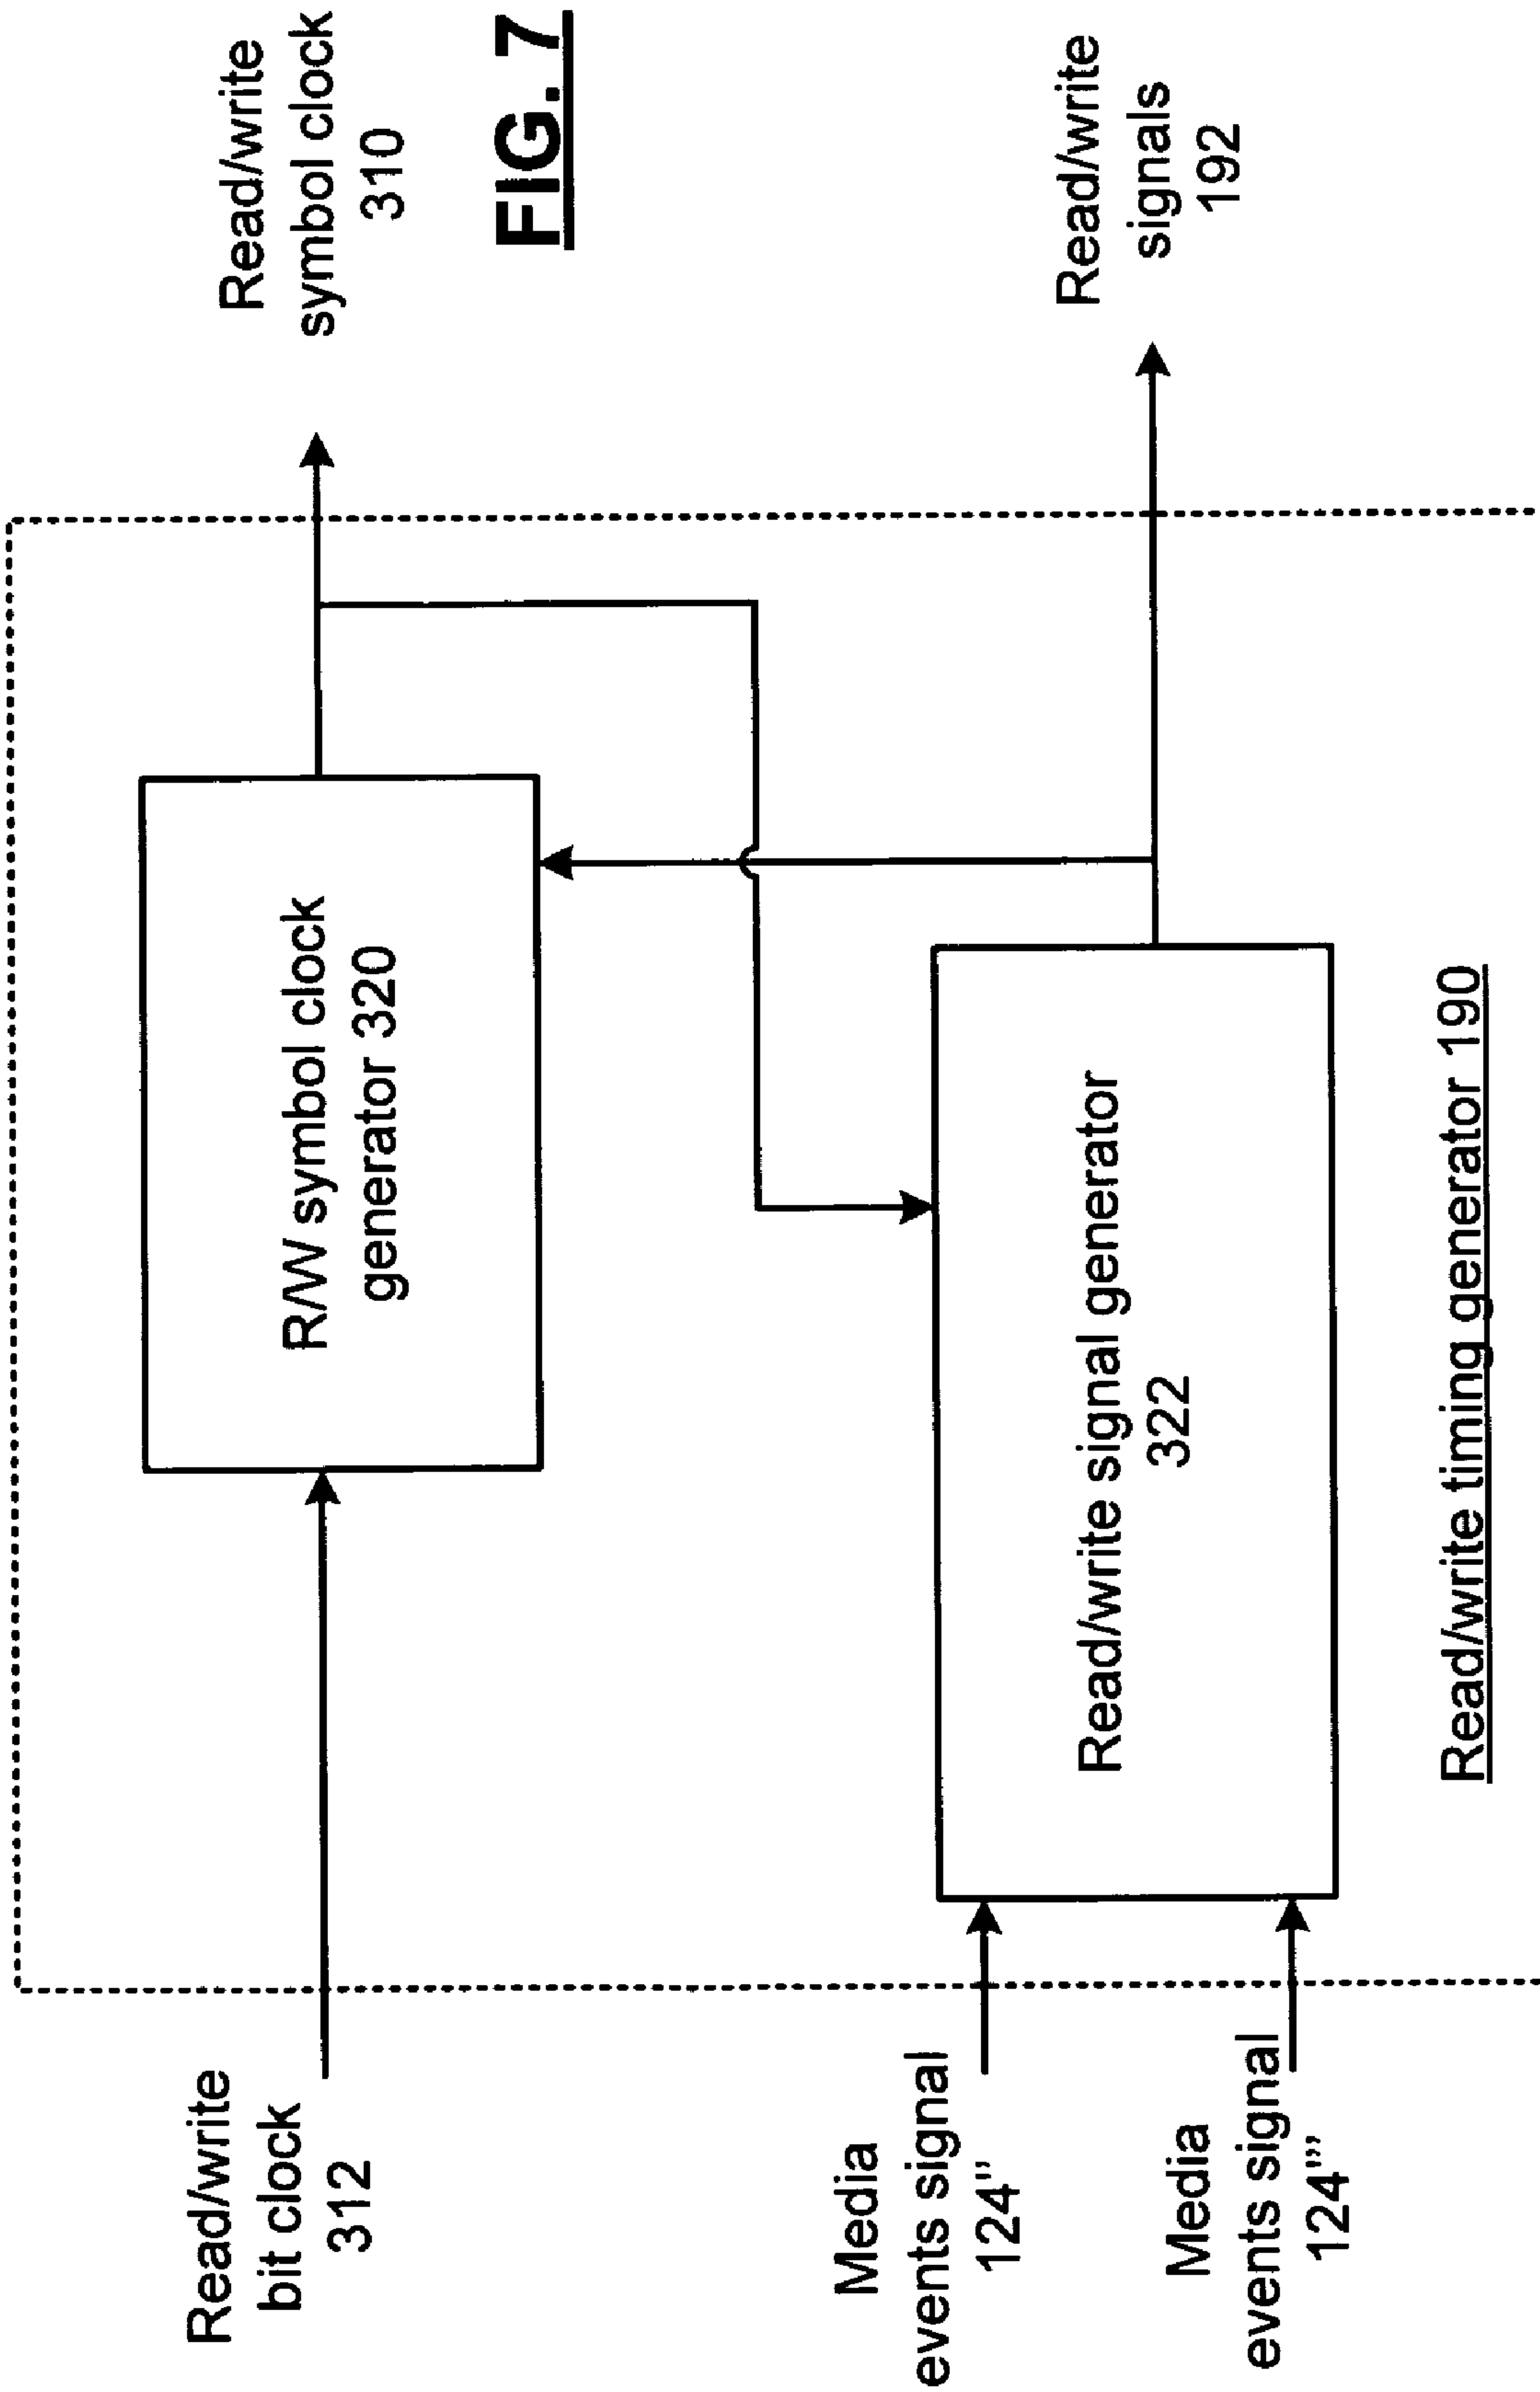 Read/write
bit clock
312
R/W symbol clock
generator 320
Read/write
symbol clock
310
FIG. 7
Media
events signal
124''
Media
events signal
124'''
Read/write signal generator
322
Read/write
signals
192
Read/write timing generator 190